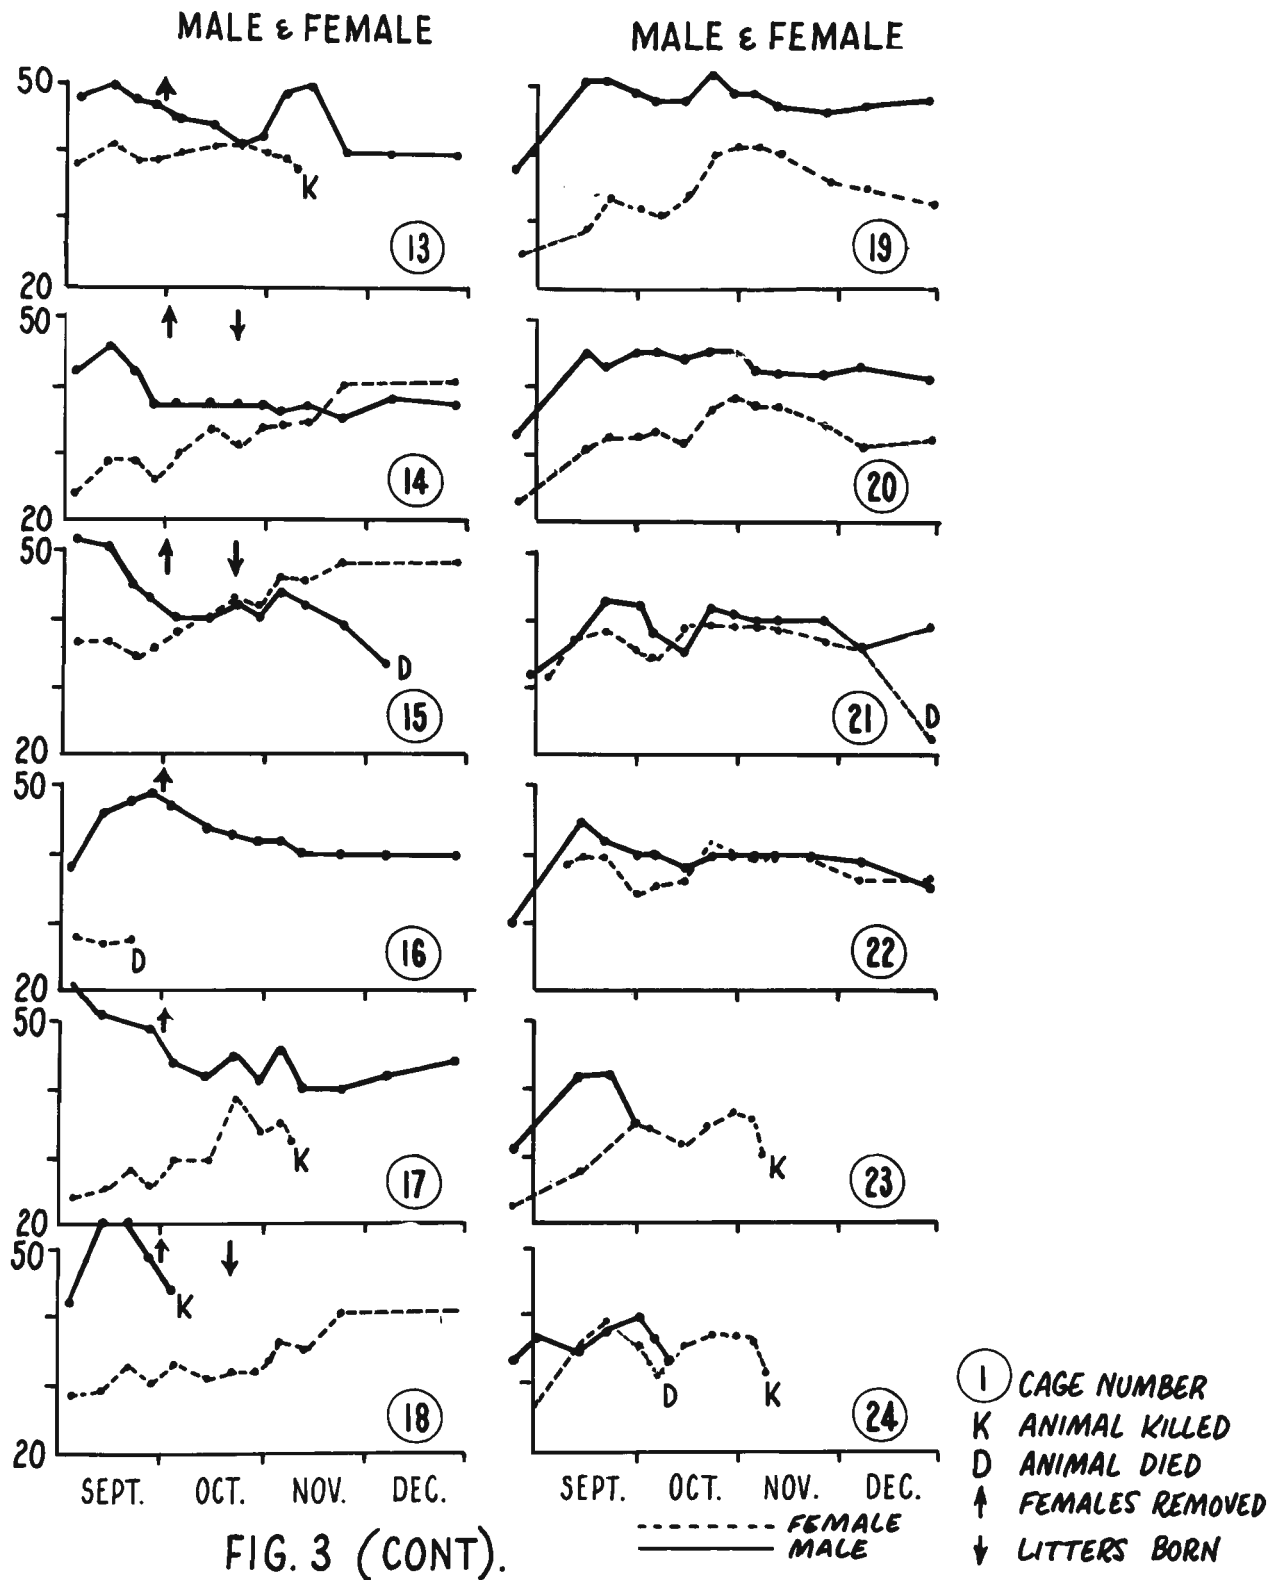 MALE & FEMALE
MALE & FEMALE
50
K
13
20
19
50
14
20
20
50
D
15
20
21
D
50
D
16
20
22
50
K
17
20
K
23
50
K
18
20
D
K
24
SEPT. OCT. NOV. DEC.
SEPT. OCT. NOV. DEC.
FEMALE
MALE
FIG. 3 (CONT).
1 CAGE NUMBER
K ANIMAL KILLED
D ANIMAL DIED
↑ FEMALES REMOVED
↓ LITTERS BORN